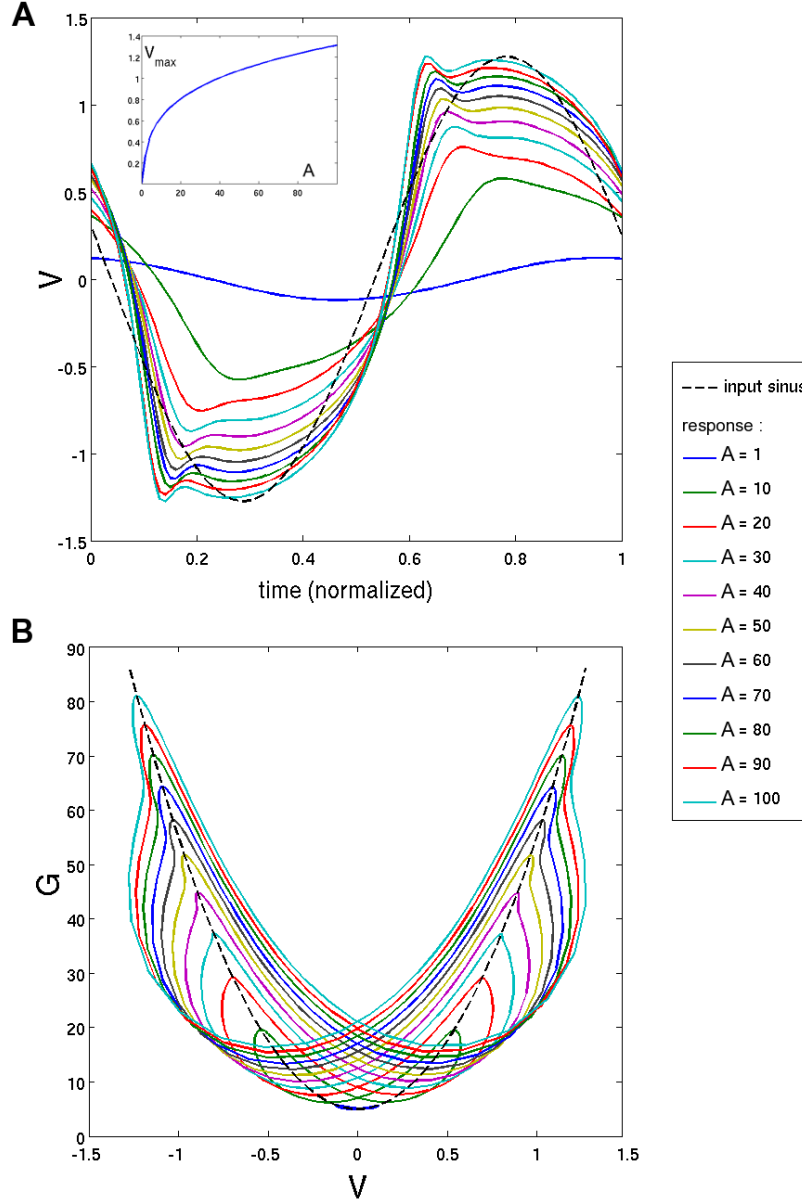 A
1.5
1
0.5
0
-0.5
-1
-1.5
V
0 0.2 0.4 0.6 0.8 1
time (normalized)
1.4
1.2
1
0.8
0.6
0.4
0.2
Vmax
A
0 20 40 60 80
B
90
80
70
60
50
40
30
20
10
0
G
-1.5 -1 -0.5 0 0.5 1 1.5
V
input sinus
response :
A = 1
A = 10
A = 20
A = 30
A = 40
A = 50
A = 60
A = 70
A = 80
A = 90
A = 100